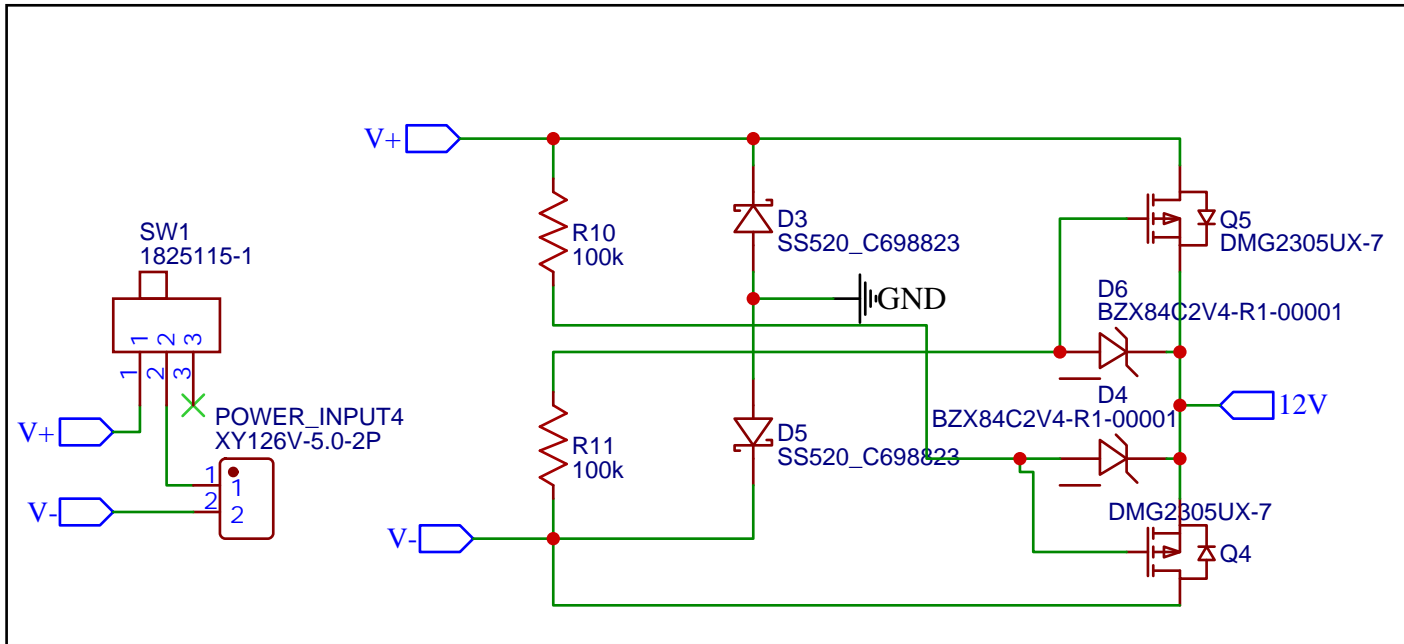 V+
R10
100k
D3
SS520_C698823
Q5
DMG2305UX-7
SW1
1825115-1
1
2
3
1
2
3
GND
D6
BZX84C2V4-R1-00001
V+
POWER_INPUT4
XY126V-5.0-2P
1
1
2
2
V-
R11
100k
D5
SS520_C698823
D4
BZX84C2V4-R1-00001
12V
V-
DMG2305UX-7
Q4